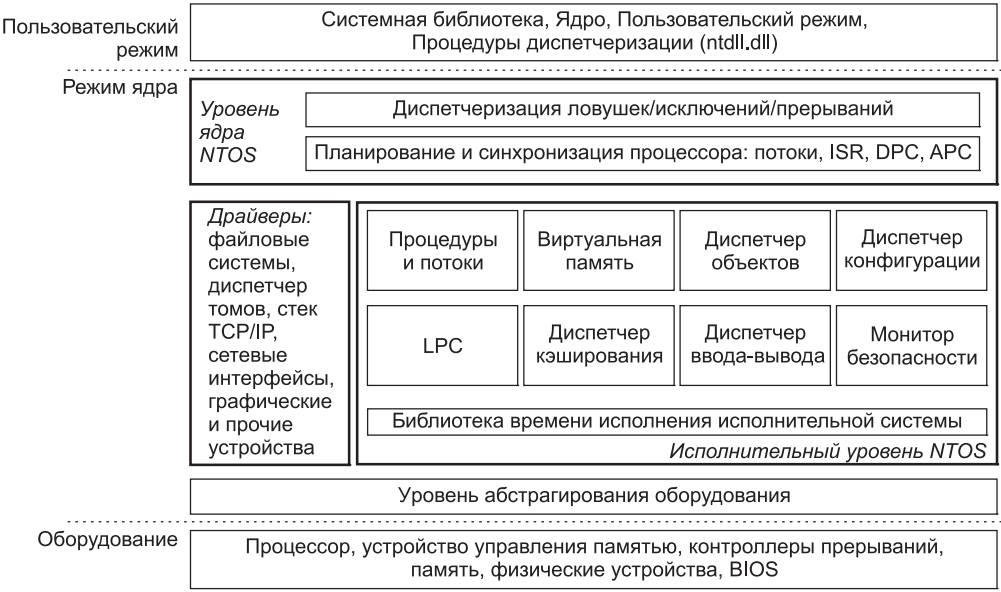 Пользовательский
режим
Системная библиотека, Ядро, Пользовательский режим,
Процедуры диспетчеризации (ntdll.dll)
Режим ядра
Уровень
ядра
NTOS
Диспетчеризация ловушек/исключений/прерываний
Планирование и синхронизация процессора: потоки, ISR, DPC, APC
Драйверы:
файловые
системы,
диспетчер
томов, стек
TCP/IP,
сетевые
интерфейсы,
графические
и прочие
устройства
Процедуры
и потоки
Виртуальная
память
Диспетчер
объектов
Диспетчер
конфигурации
LPC
Диспетчер
кэширования
Диспетчер
ввода-вывода
Монитор
безопасности
Библиотека времени исполнения исполнительной системы
Исполнительный уровень NTOS
Уровень абстрагирования оборудования
Оборудование
Процессор, устройство управления памятью, контроллеры прерываний,
память, физические устройства, BIOS